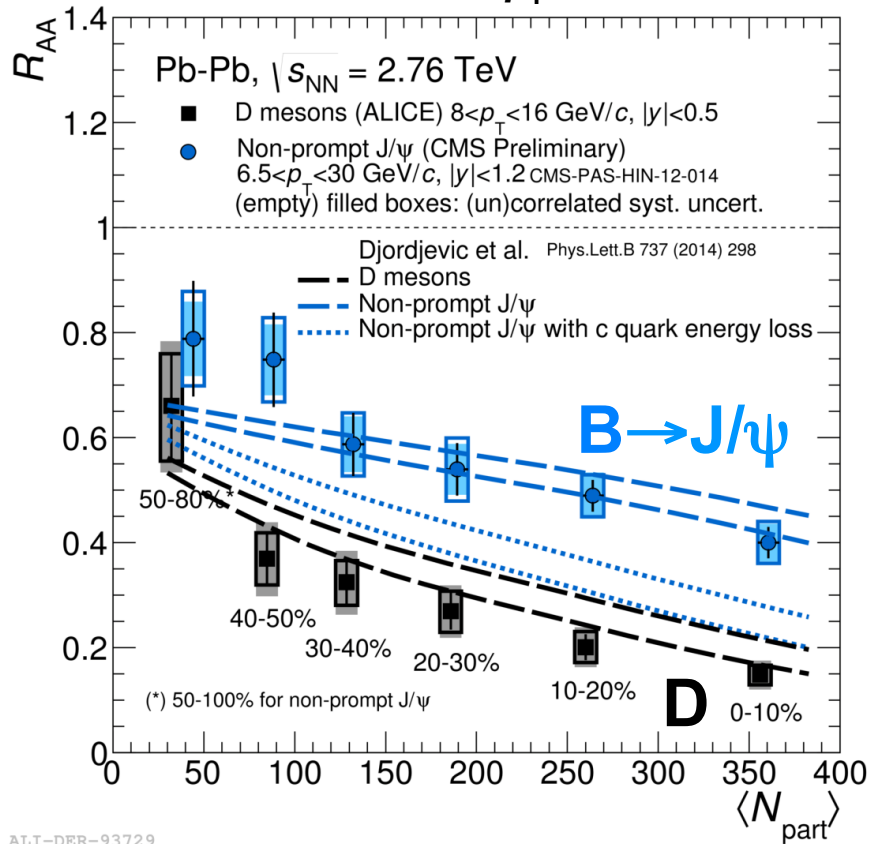 R_AA
1.4
1.2
1
0.8
0.6
0.4
0.2
0
Pb-Pb, √s_NN = 2.76 TeV
D mesons (ALICE) 8<p_T<16 GeV/c, |y|<0.5
Non-prompt J/ψ (CMS Preliminary)
6.5<p_T<30 GeV/c, |y|<1.2 CMS-PAS-HIN-12-014
(empty) filled boxes: (un)correlated syst. uncert.
Djordjevic et al. Phys.Lett.B 737 (2014) 298
D mesons
Non-prompt J/ψ
Non-prompt J/ψ with c quark energy loss
B→J/ψ
50-80%*
40-50%
30-40%
20-30%
10-20%
D
0-10%
(*) 50-100% for non-prompt J/ψ
0 50 100 150 200 250 300 350 400
⟨N_part⟩
ALI-DER-93729